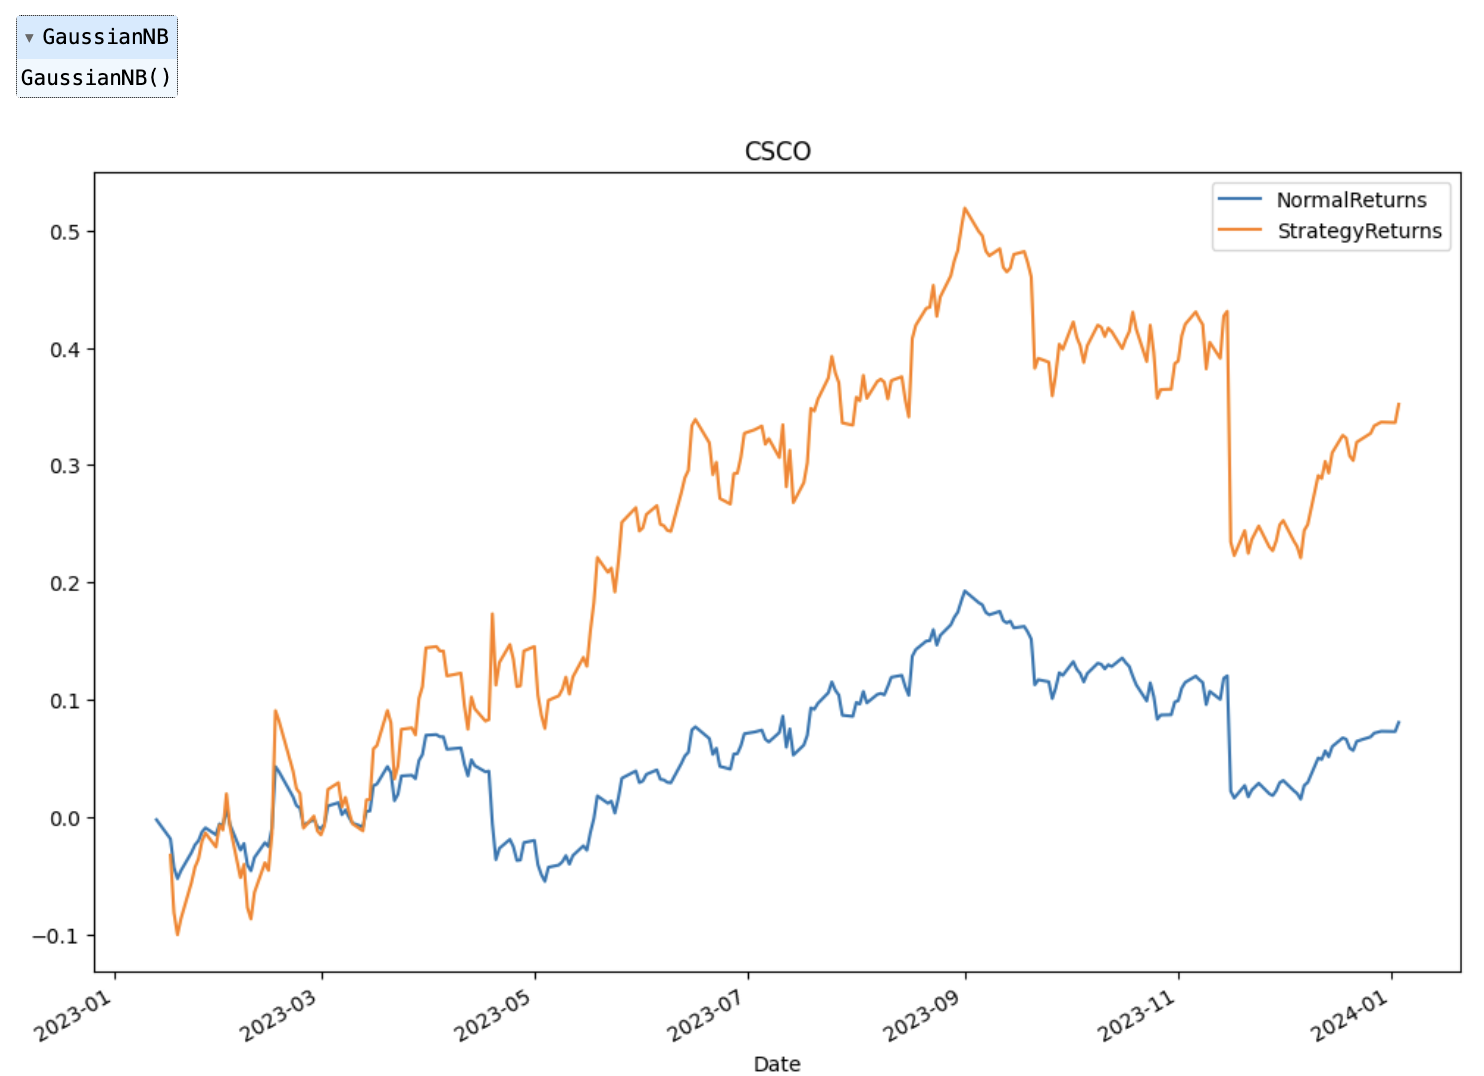 ▾ GaussianNB
GaussianNB()
CSCO
NormalReturns
StrategyReturns
0.5
0.4
0.3
0.2
0.1
0.0
−0.1
2023-01
2023-03
2023-05
2023-07
2023-09
2023-11
2024-01
Date